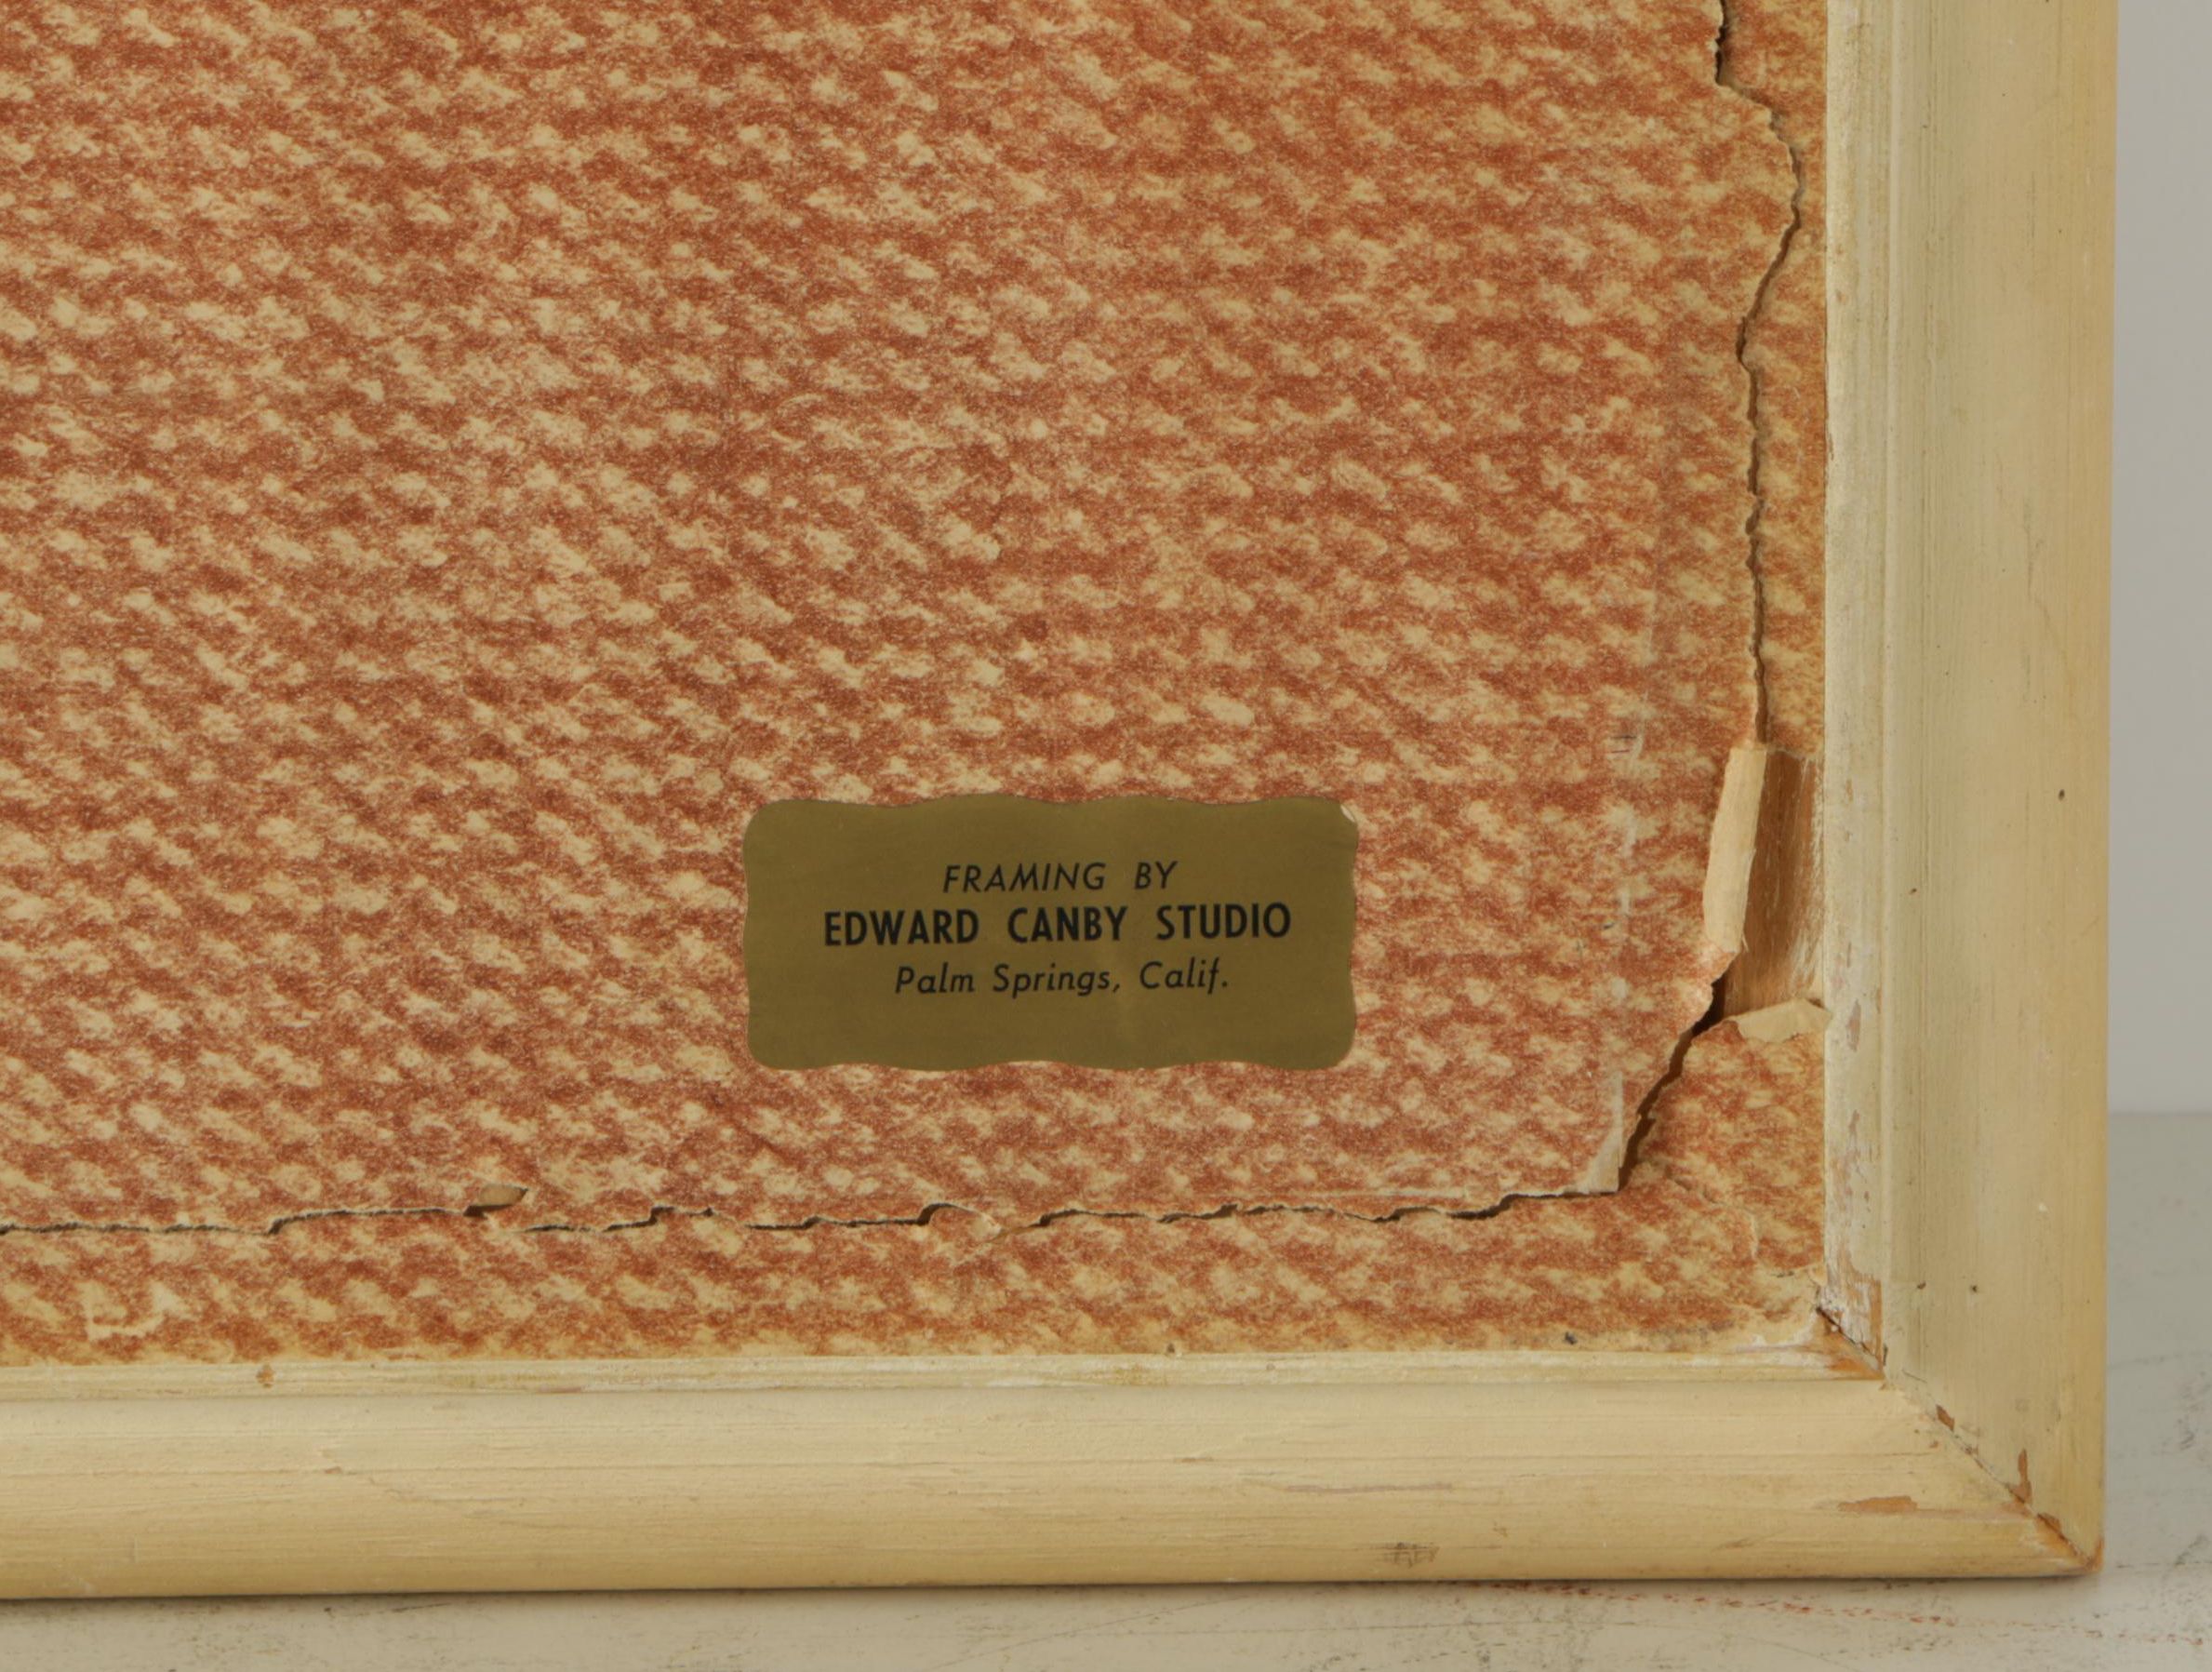 FRAMING BY
EDWARD CANBY STUDIO
Palm Springs, Calif.